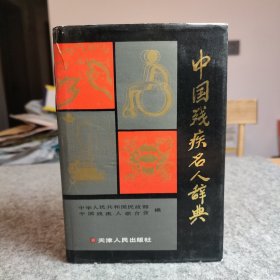 中国残疾名人辞典
中华人民共和国民政部
中国残疾人联合会
编
天津人民出版社